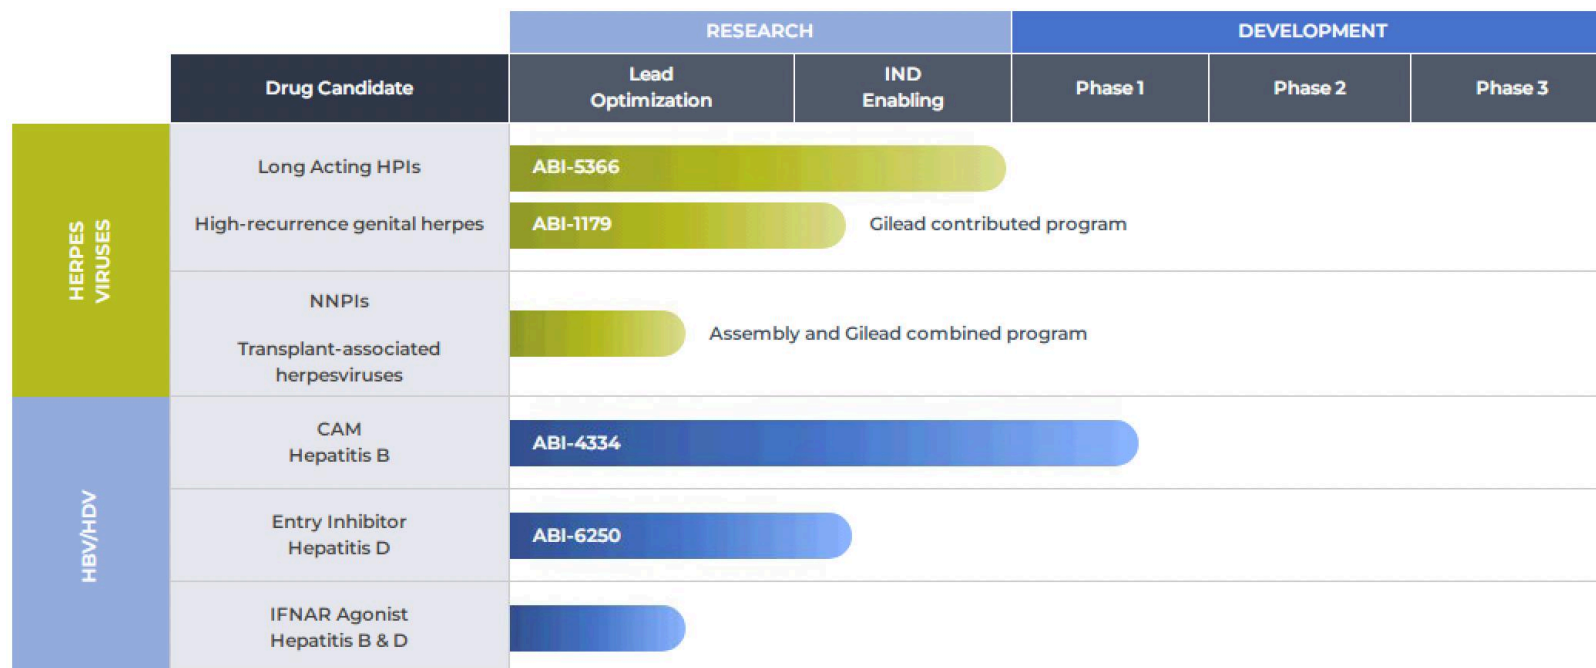 RESEARCH
DEVELOPMENT
Drug Candidate
Lead
Optimization
IND
Enabling
Phase 1
Phase 2
Phase 3
HERPES
VIRUSES
Long Acting HPIs
ABI-5366
High-recurrence genital herpes
ABI-1179
Gilead contributed program
NNPIs
Transplant-associated
herpesviruses
Assembly and Gilead combined program
HBV/HDV
CAM
Hepatitis B
ABI-4334
Entry Inhibitor
Hepatitis D
ABI-6250
IFNAR Agonist
Hepatitis B & D